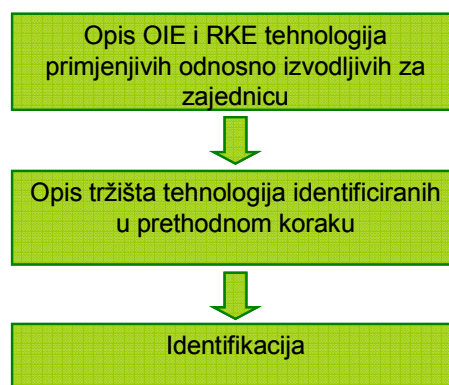 Opis OIE i RKE tehnologija
primjenjivih odnosno izvodljivih za
zajednicu
Opis tržišta tehnologija identificiranih
u prethodnom koraku
Identifikacija